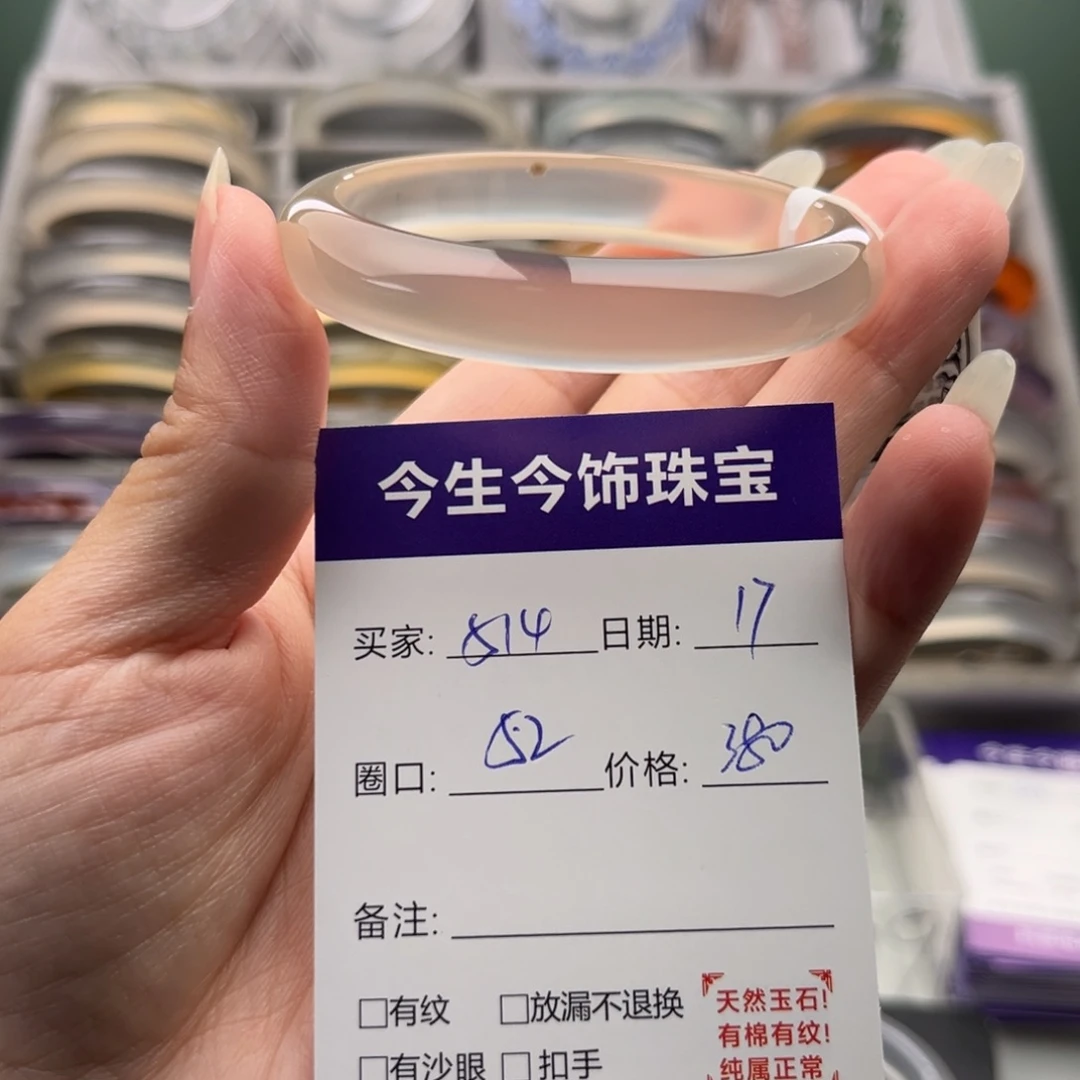 今生今饰珠宝
买家: 814 日期: 17
圈口: 52 价格: 380
备注:
□有纹 □放漏不退换
□有沙眼 □ 扣手
天然玉石!
有棉有纹!
纯属正常